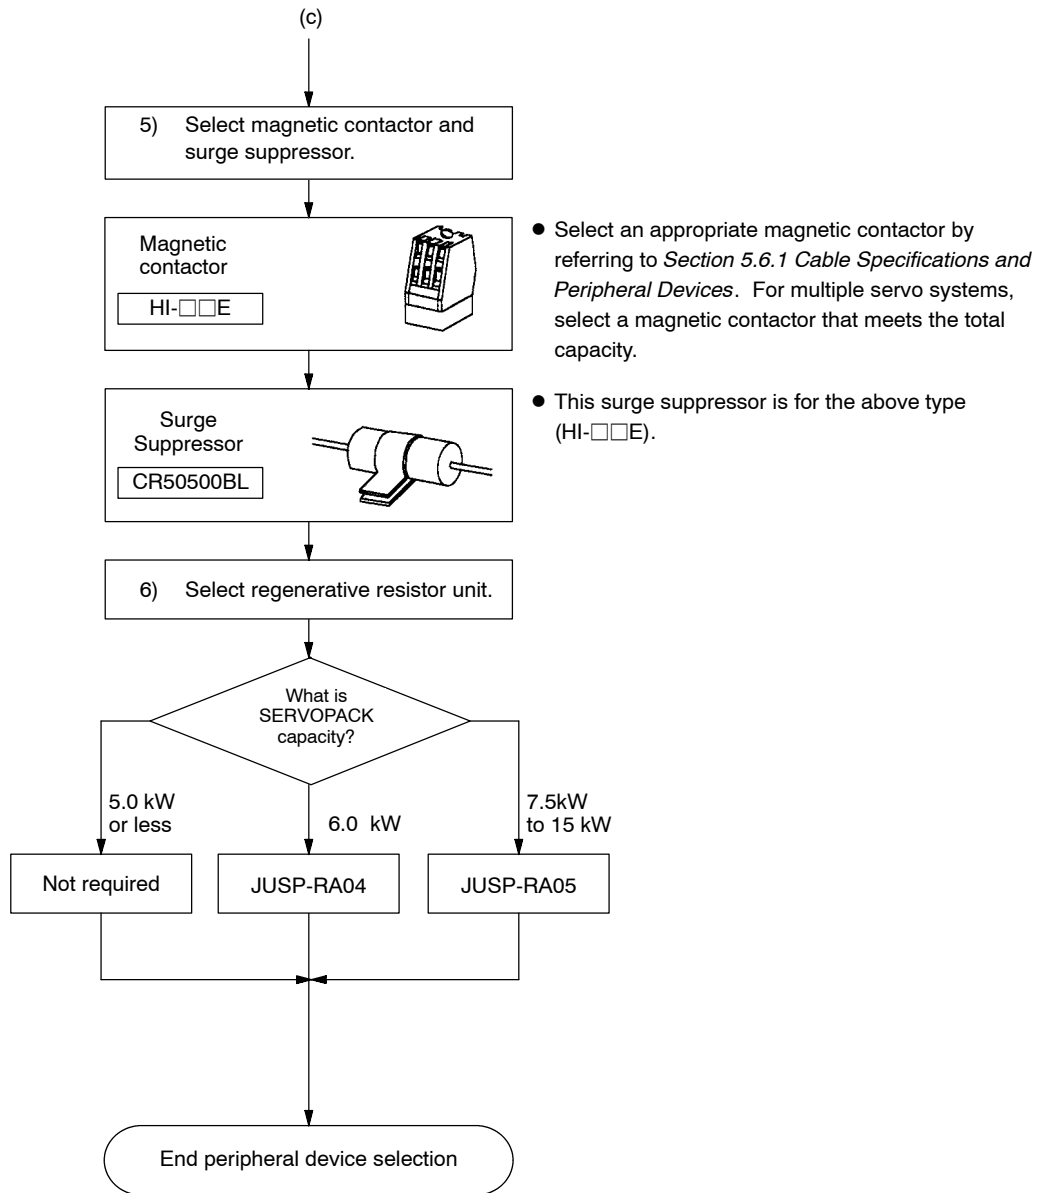 (c)
5) Select magnetic contactor and
surge suppressor.
Magnetic
contactor
HI-□□E
● Select an appropriate magnetic contactor by
referring to Section 5.6.1 Cable Specifications and
Peripheral Devices. For multiple servo systems,
select a magnetic contactor that meets the total
capacity.
Surge
Suppressor
CR50500BL
● This surge suppressor is for the above type
(HI-□□E).
6) Select regenerative resistor unit.
What is
SERVOPACK
capacity?
5.0 kW
or less
6.0 kW
7.5kW
to 15 kW
Not required
JUSP-RA04
JUSP-RA05
End peripheral device selection